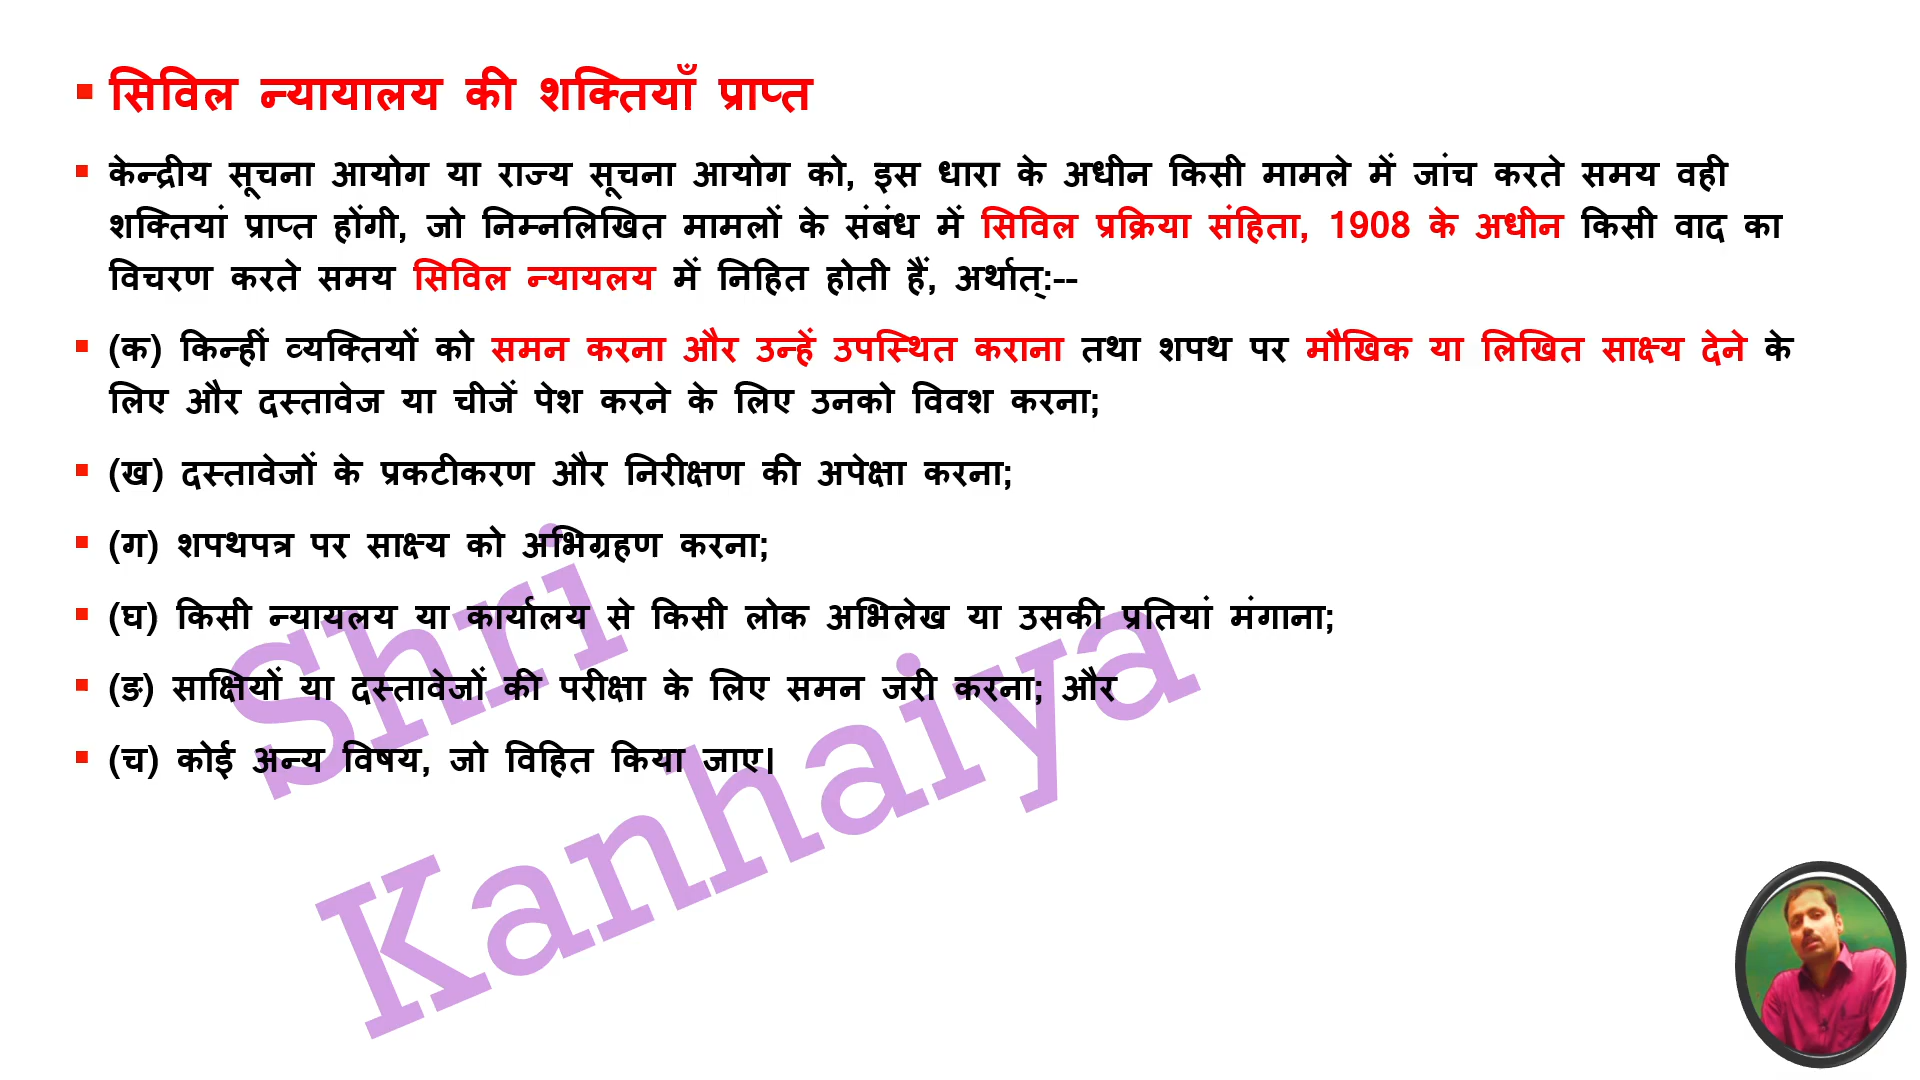 सिविल न्यायालय की शक्तियाँ प्राप्त
केन्द्रीय सूचना आयोग या राज्य सूचना आयोग को, इस धारा के अधीन किसी मामले में जांच करते समय वही
शक्तियां प्राप्त होंगी, जो निम्नलिखित मामलों के संबंध में सिविल प्रक्रिया संहिता, 1908 के अधीन किसी वाद का
विचरण करते समय सिविल न्यायलय में निहित होती हैं, अर्थात्:--
(क) किन्हीं व्यक्तियों को समन करना और उन्हें उपस्थित कराना तथा शपथ पर मौखिक या लिखित साक्ष्य देने के
लिए और दस्तावेज या चीजें पेश करने के लिए उनको विवश करना;
(ख) दस्तावेजों के प्रकटीकरण और निरीक्षण की अपेक्षा करना;
(ग) शपथपत्र पर साक्ष्य को अभिग्रहण करना;
(घ) किसी न्यायलय या कार्यालय से किसी लोक अभिलेख या उसकी प्रतियां मंगाना;
(ङ) साक्षियों या दस्तावेजों की परीक्षा के लिए समन जरी करना; और
(च) कोई अन्य विषय, जो विहित किया जाए।
Shri
Kanhaiya